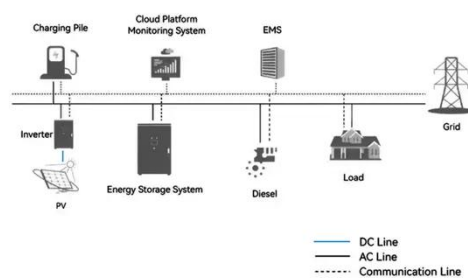 Cloud Platform
Monitoring System
Charging Pile
EMS
Inverter
Grid
PV
Energy Storage System
Diesel
Load
DC Line
AC Line
Communication Line